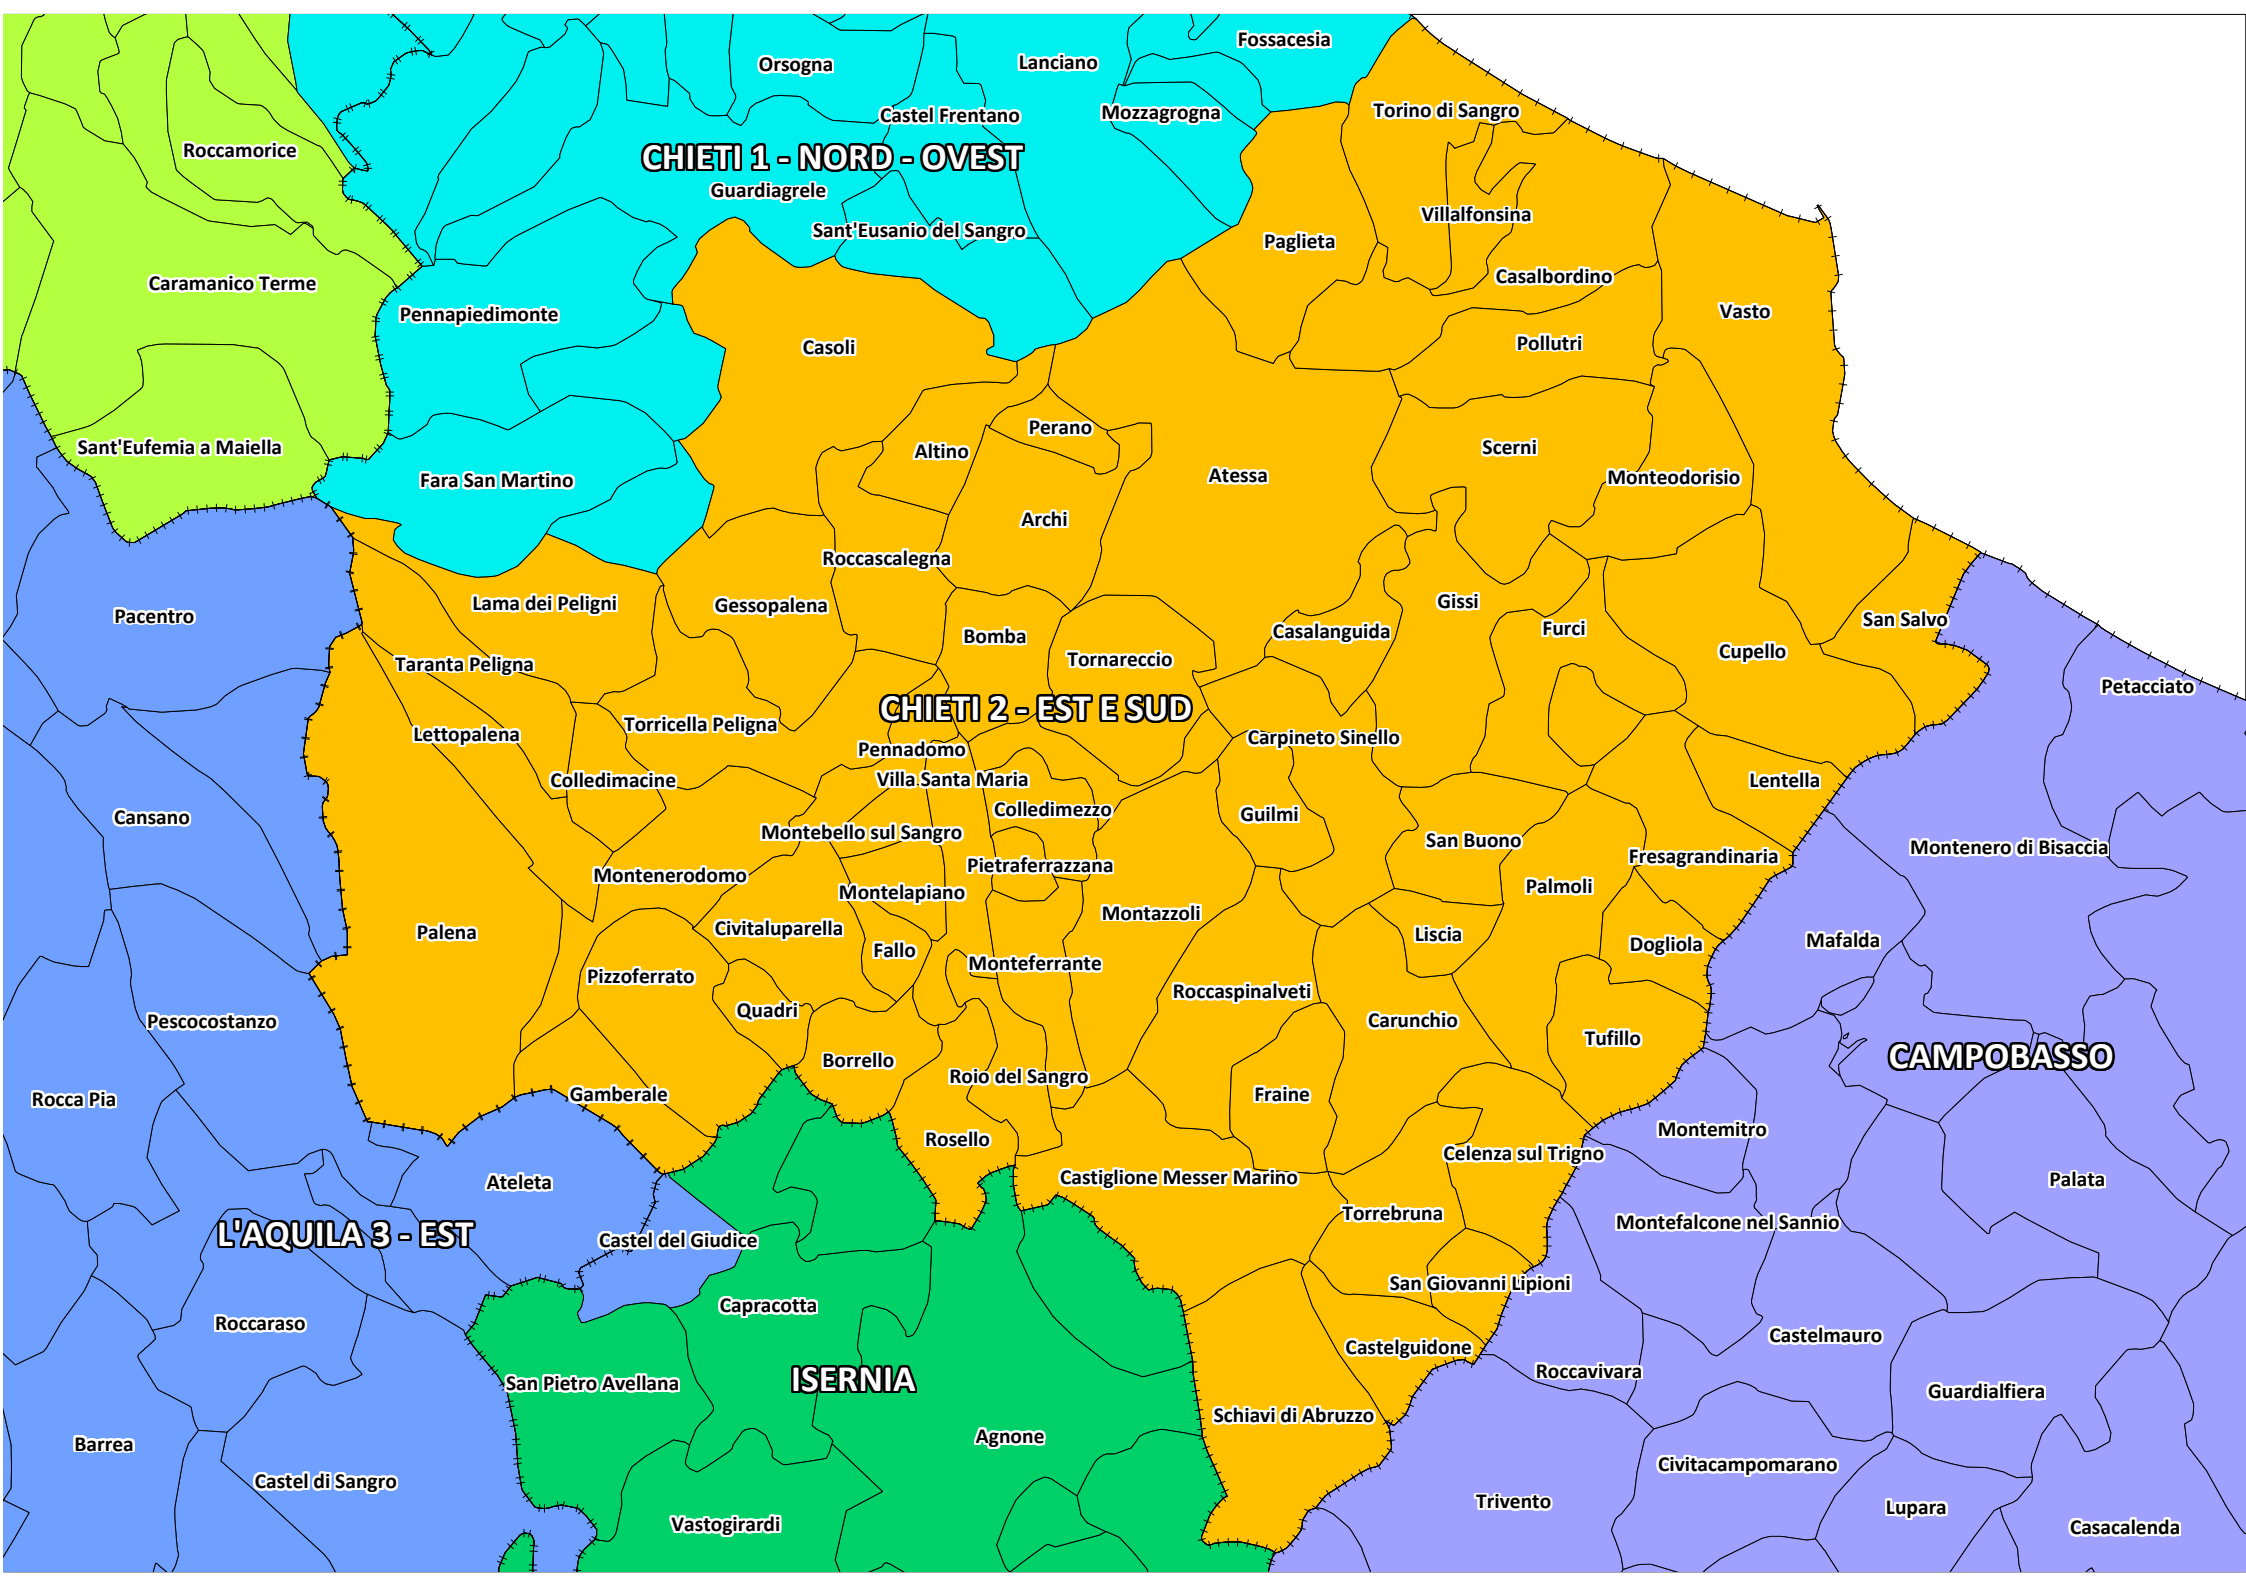 Fossacesia
Orsogna
Lanciano
Torino di Sangro
Castel Frentano
Mozzagrogna
Roccamorice
CHIETI 1 - NORD - OVEST
Guardiagrele
Villalfonsina
Sant'Eusanio del Sangro
Paglieta
Casalbordino
Caramanico Terme
Pennapiedimonte
Vasto
Casoli
Pollutri
Perano
Sant'Eufemia a Maiella
Altino
Scerni
Fara San Martino
Atessa
Monteodorisio
Archi
Roccascalegna
Lama dei Peligni
Gessopalena
Gissi
Pacentro
San Salvo
Furci
Casalanguida
Bomba
Cupello
Tornareccio
Taranta Peligna
Petacciato
CHIETI 2 - EST E SUD
Torricella Peligna
Lettopalena
Carpineto Sinello
Pennadomo
Colledimacine
Villa Santa Maria
Lentella
Colledimezzo
Guilmi
Cansano
Montebello sul Sangro
San Buono
Montenero di Bisaccia
Fresagrandinaria
Pietraferrazzana
Montenerodomo
Palmoli
Montelapiano
Montazzoli
Civitaluparella
Palena
Liscia
Mafalda
Dogliola
Fallo
Monteferrante
Pizzoferrato
Roccaspinalveti
Quadri
Carunchio
Pescocostanzo
Tufillo
CAMPOBASSO
Borrello
Roio del Sangro
Gamberale
Fraine
Rocca Pia
Montemitro
Rosello
Celenza sul Trigno
Castiglione Messer Marino
Palata
Ateleta
Torrebruna
Montefalcone nel Sannio
L'AQUILA 3 - EST
Castel del Giudice
San Giovanni Lipioni
Capracotta
Roccaraso
Castelmauro
Castelguidone
Roccavivara
ISERNIA
San Pietro Avellana
Guardialfiera
Schiavi di Abruzzo
Agnone
Barrea
Civitacampomarano
Castel di Sangro
Trivento
Lupara
Vastogirardi
Casacalenda